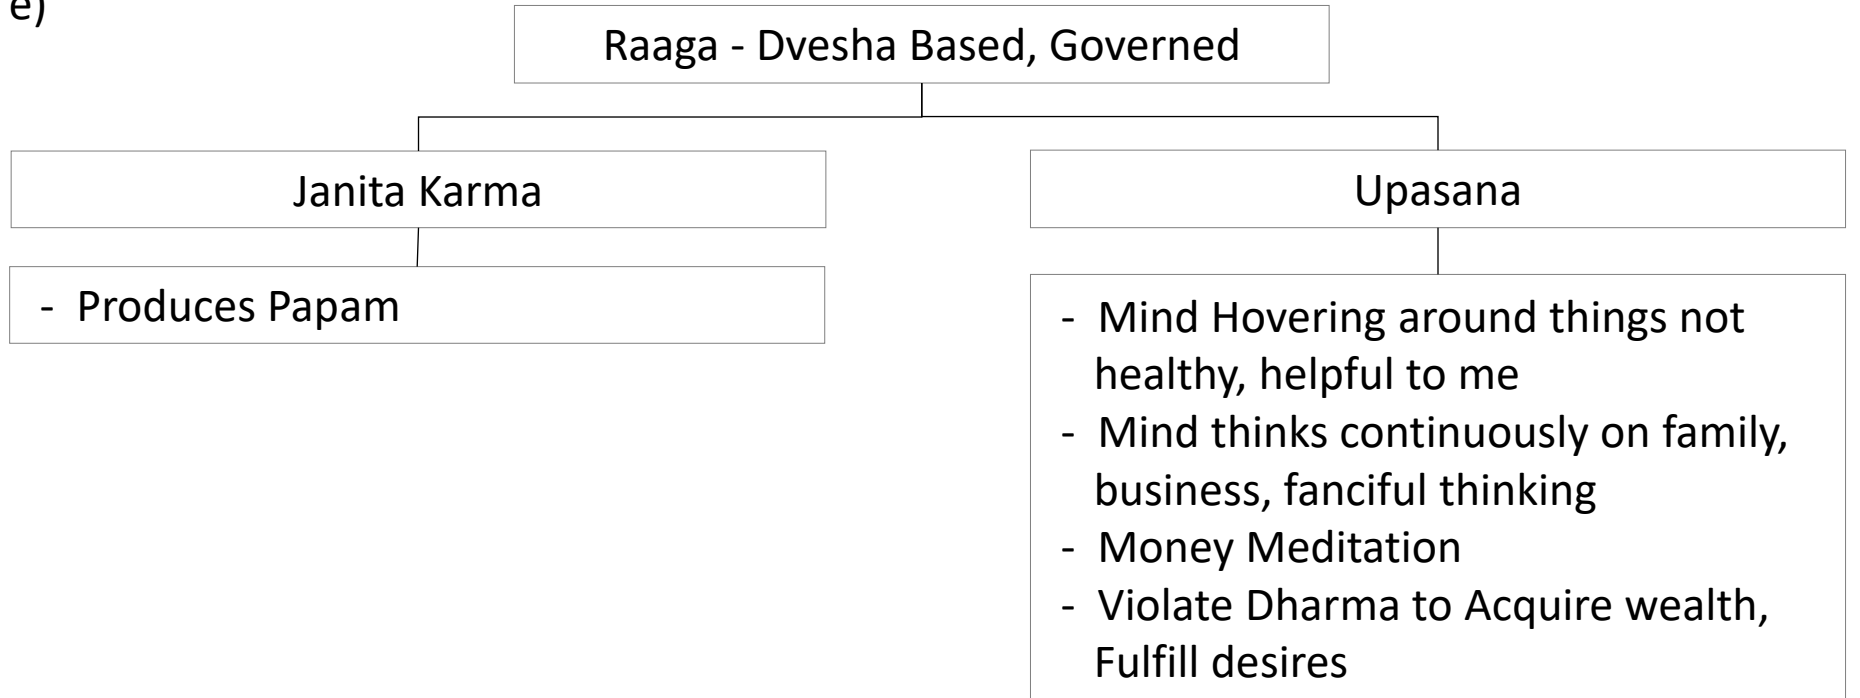 e)
Raaga - Dvesha Based, Governed
Janita Karma
Upasana
- Produces Papam
- Mind Hovering around things not
healthy, helpful to me
- Mind thinks continuously on family,
business, fanciful thinking
- Money Meditation
- Violate Dharma to Acquire wealth,
Fulfill desires